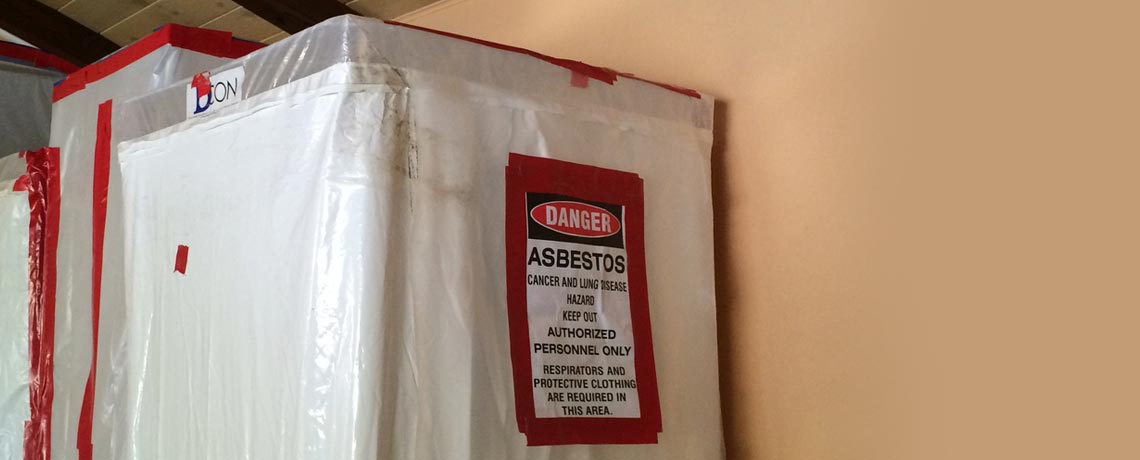 CON
DANGER
ASBESTOS
CANCER AND LUNG DISEASE
HAZARD
KEEP OUT
AUTHORIZED
PERSONNEL ONLY
RESPIRATORS AND
PROTECTIVE CLOTHING
ARE REQUIRED IN
THIS AREA.